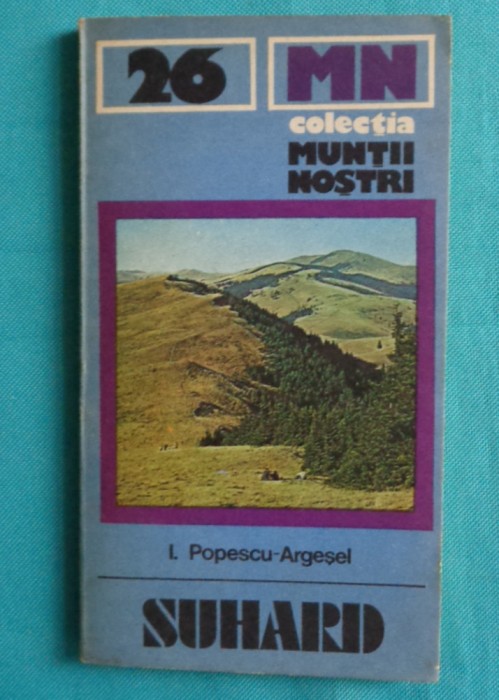 26
MN
colecția
MUNȚII
NOȘTRI
I. Popescu-Argeșel
SUHARD